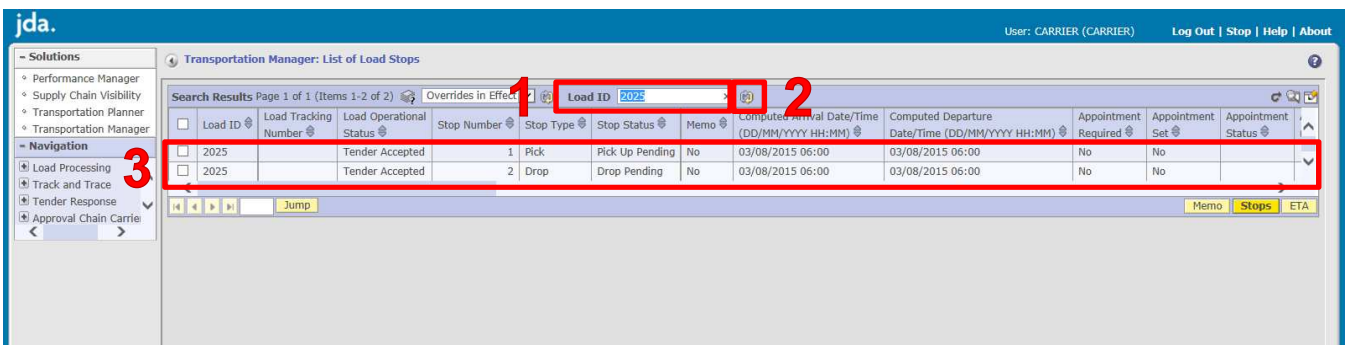 jda.
User: CARRIER (CARRIER) Log Out | Stop | Help | About
– Solutions
Performance Manager
Supply Chain Visibility
Transportation Planner
Transportation Manager
– Navigation
+ Load Processing
+ Track and Trace
+ Tender Response
+ Approval Chain Carrie
Transportation Manager: List of Load Stops
Search Results Page 1 of 1 (Items 1-2 of 2) Overrides in Effect 1 Load ID 2025 × 2
Load ID Load Tracking Number Load Operational Status Stop Number Stop Type Stop Status Memo Computed Arrival Date/Time (DD/MM/YYYY HH:MM) Computed Departure Date/Time (DD/MM/YYYY HH:MM) Appointment Required Appointment Set Appointment Status
3
2025 Tender Accepted 1 Pick Pick Up Pending No 03/08/2015 06:00 03/08/2015 06:00 No No
2025 Tender Accepted 2 Drop Drop Pending No 03/08/2015 06:00 03/08/2015 06:00 No No
Jump Memo Stops ETA